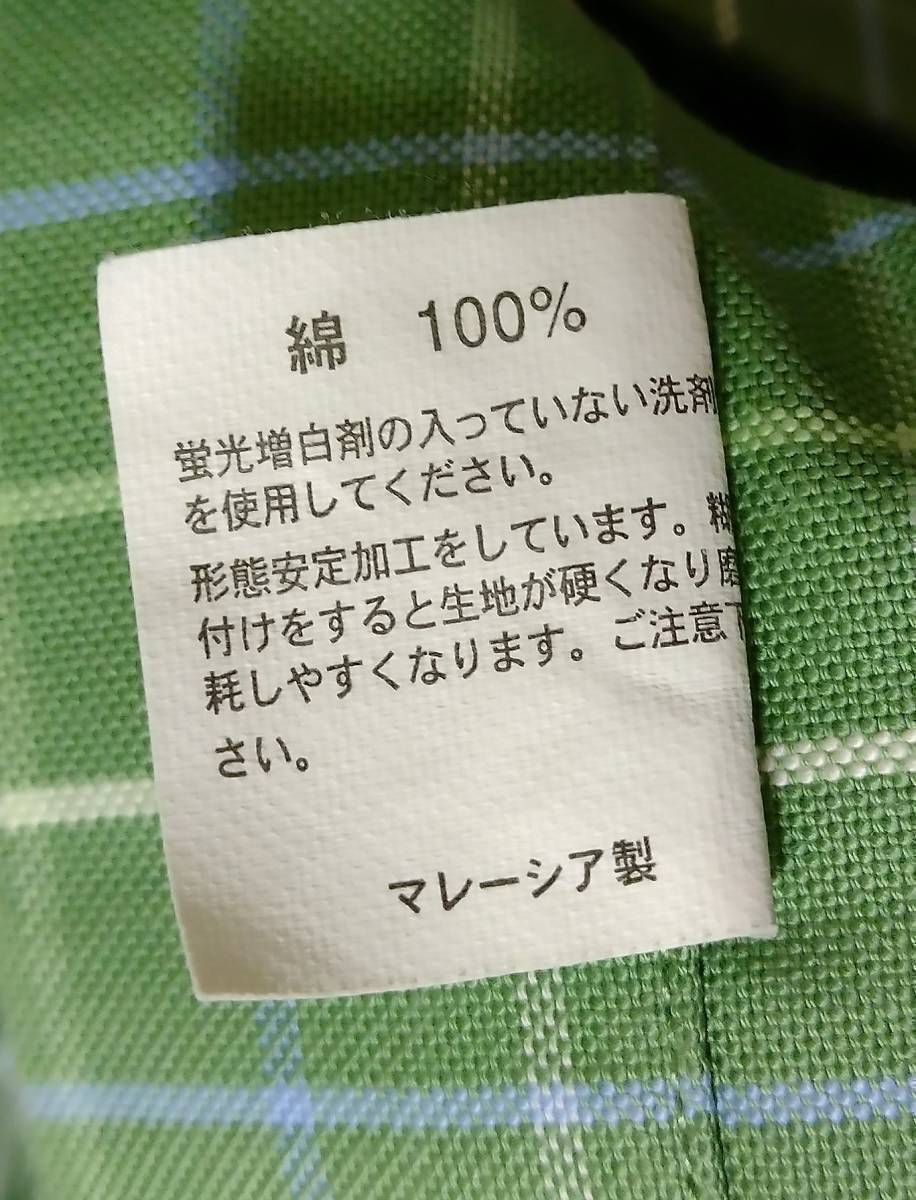 綿 100%
蛍光増白剤の入っていない洗剤
を使用してください。
形態安定加工をしています。糊
付けをすると生地が硬くなり磨
耗しやすくなります。ご注意下
さい。
マレーシア製